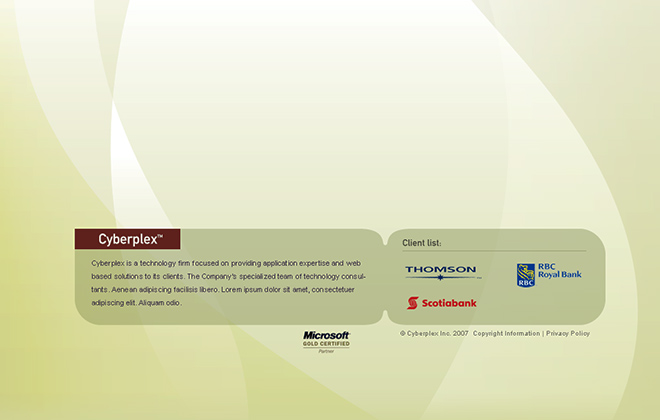 Cyberplex™
Cyberplex is a technology firm focused on providing application expertise and web
based solutions to its clients. The Company's specialized team of technology consul-
tants. Aenean adipiscing facilisis libero. Lorem ipsum dolor sit amet, consectetuer
adipiscing elit. Aliquam odio.
Client list:
THOMSON
RBC
RBC
Royal Bank
Scotiabank
Microsoft
GOLD CERTIFIED
Partner
© Cyberplex Inc. 2007 Copyright Information | Privacy Policy